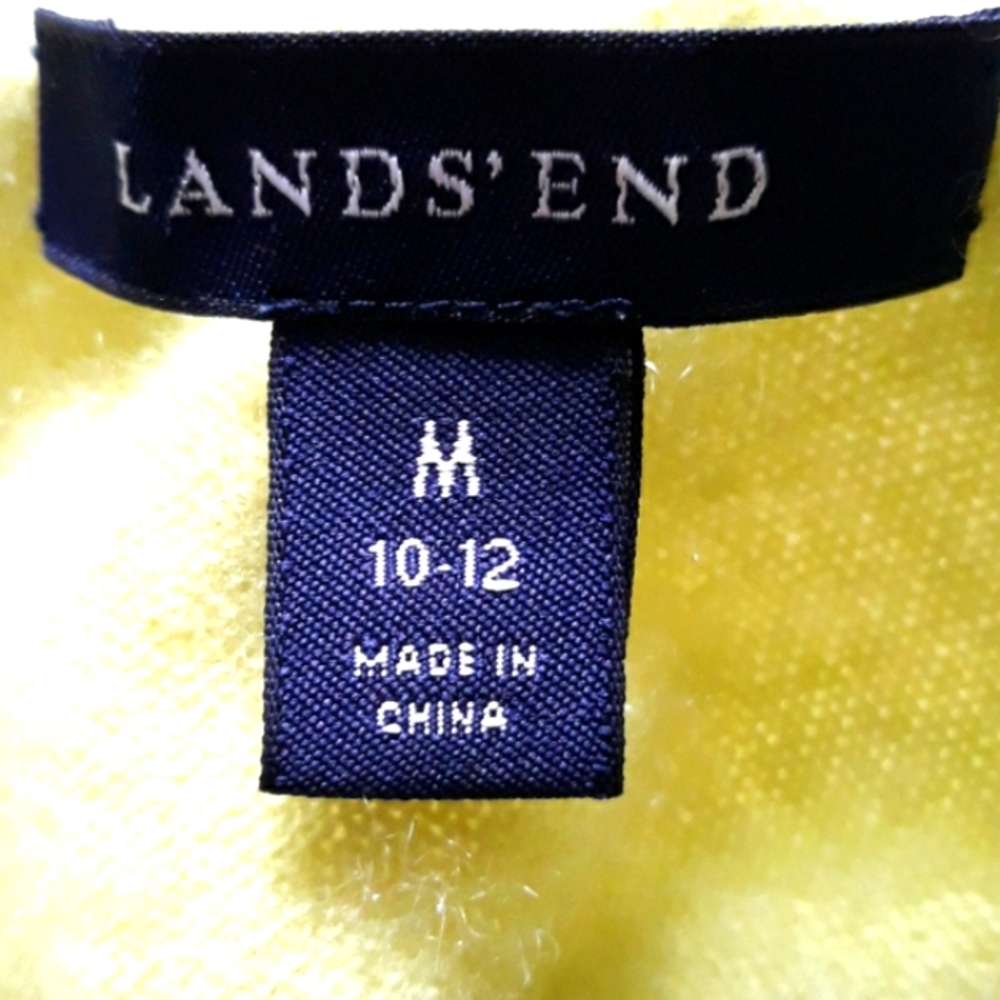 LANDS' END
M
10-12
MADE IN
CHINA